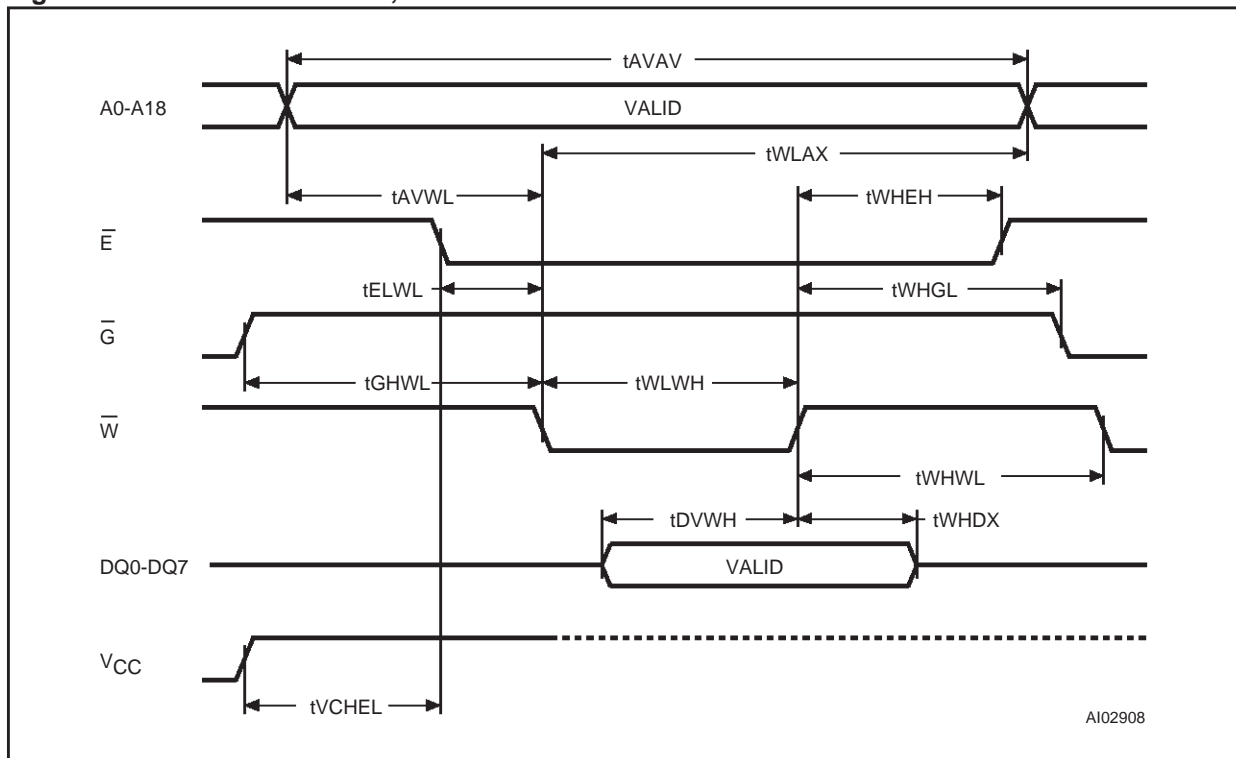 tAVAV
A0-A18
VALID
tWLAX
tAVWL
tWHEH
E
tELWL
tWHGL
G
tGHWL
tWLWH
W
tWHWL
tDVWH
tWHDX
DQ0-DQ7
VALID
VCC
tVCHEL
AI02908